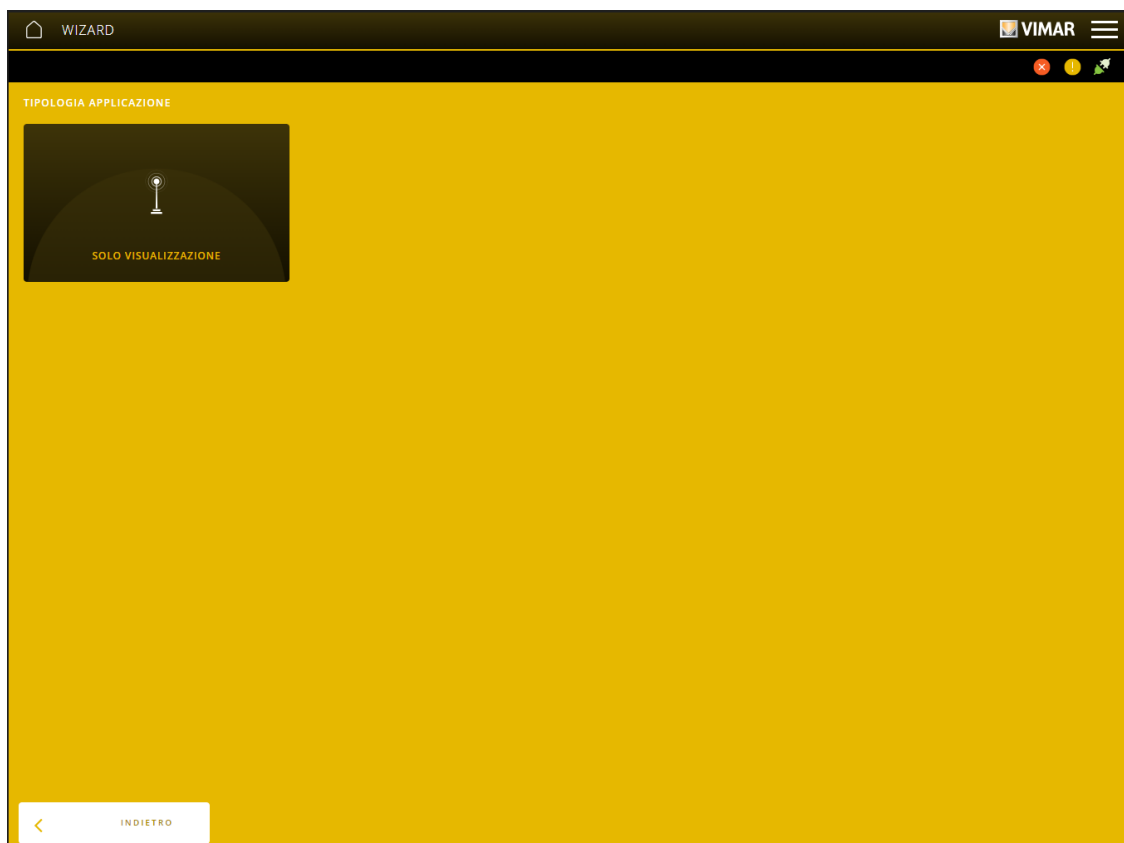 WIZARD
VIMAR
TIPOLOGIA APPLICAZIONE
SOLO VISUALIZZAZIONE
INDIETRO